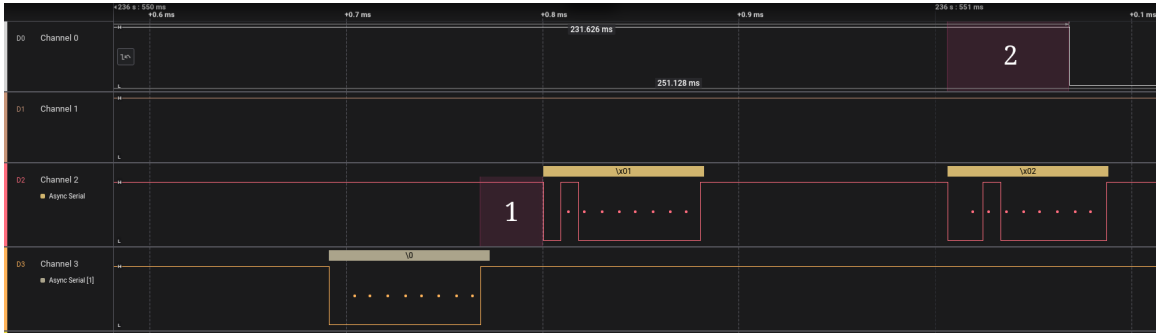 +236 s : 550 ms
236 s : 551 ms
+0.6 ms
+0.7 ms
+0.8 ms
+0.9 ms
+0.1 ms
D0 Channel 0
H
231.626 ms
2
251.128 ms
L
D1 Channel 1
H
L
D2 Channel 2
Async Serial
H
\x01
\x02
1
L
D3 Channel 3
Async Serial [1]
H
\0
L